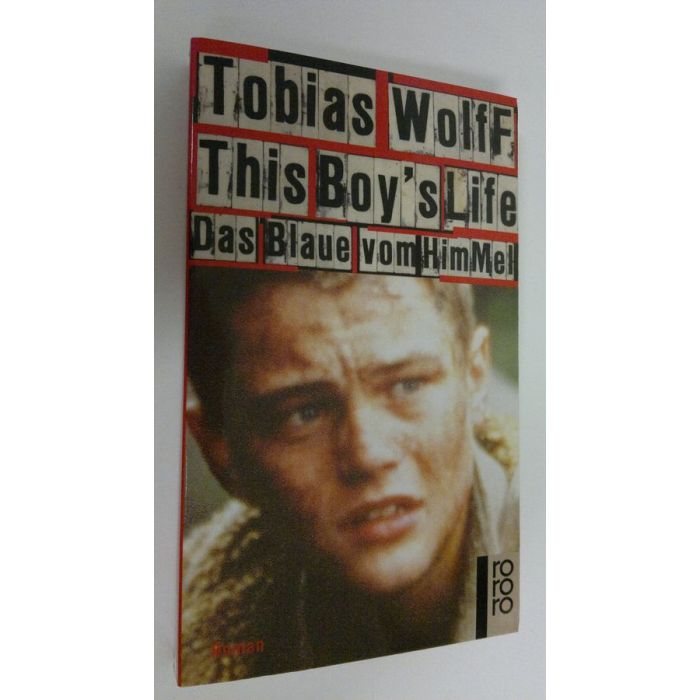 Tobias WolfF
This Boy's Life
Das Blaue vom HimMel
ro
ro
ro
Roman